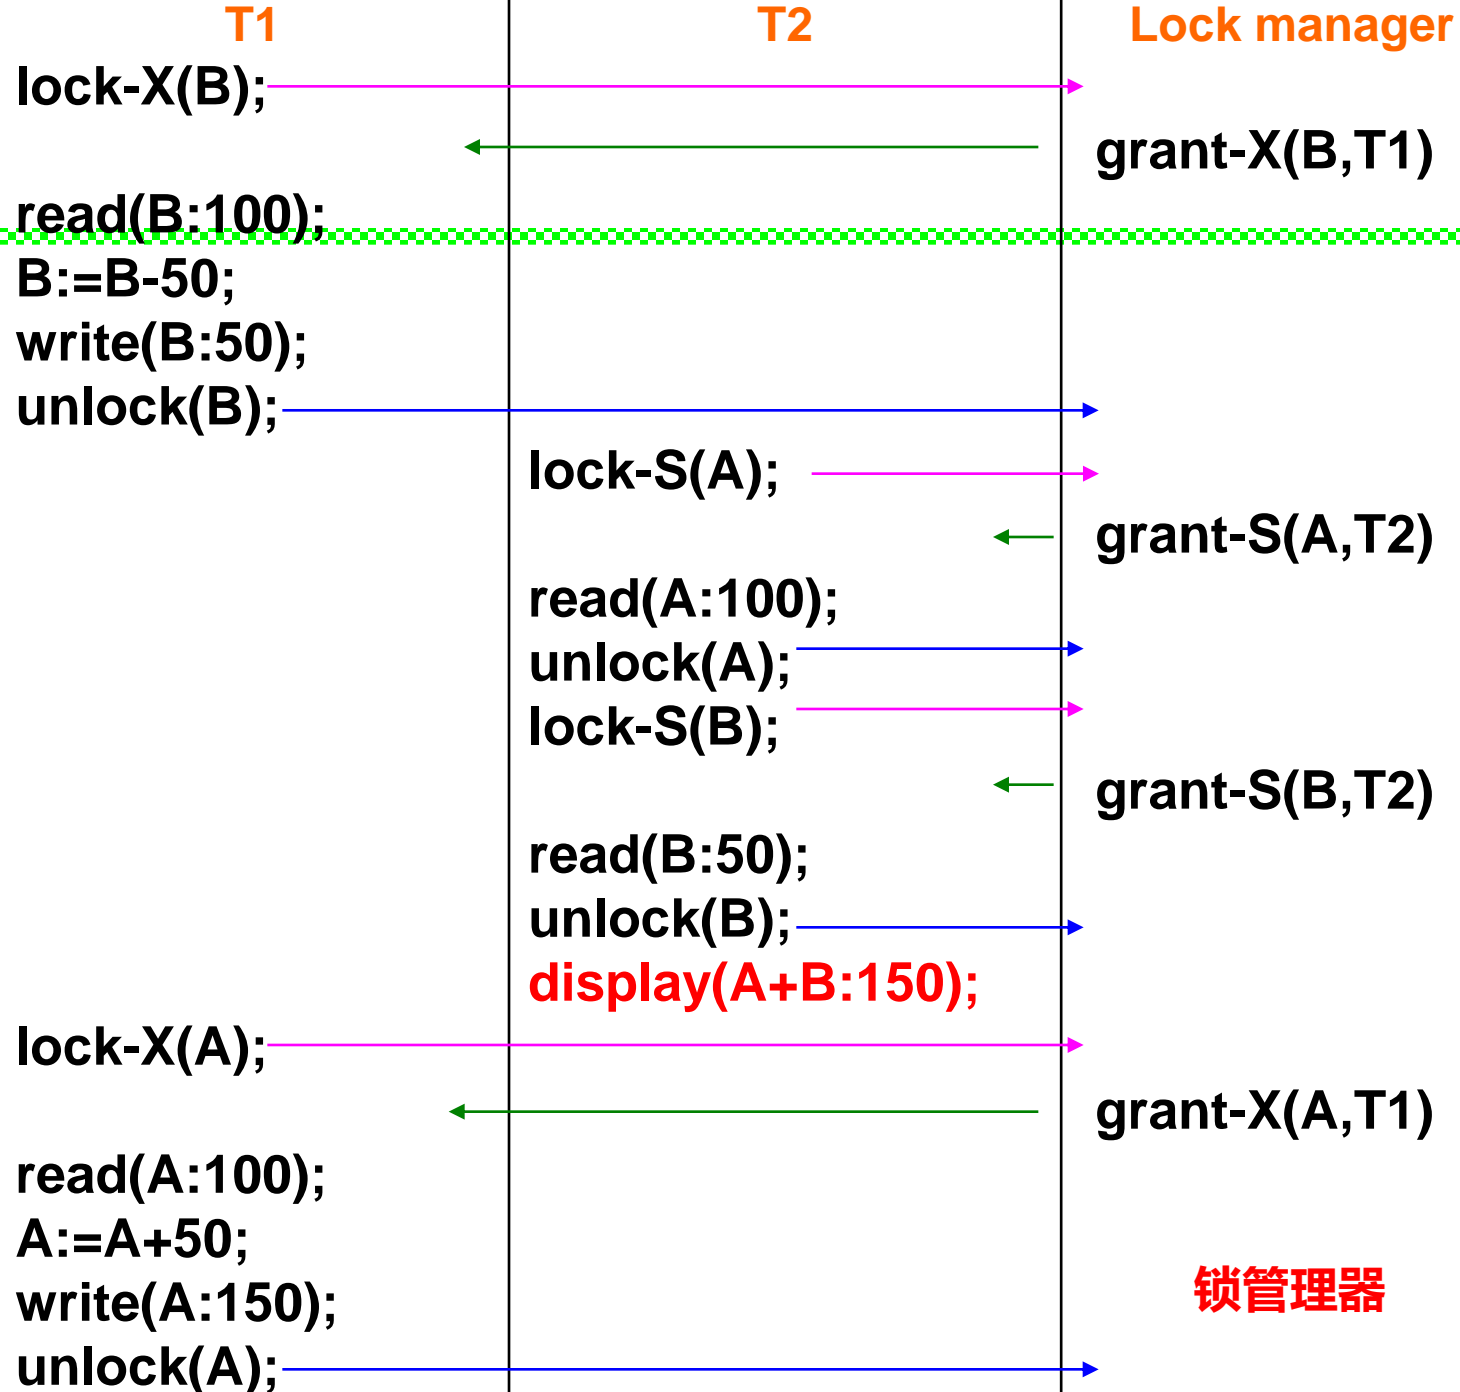 T1 T2 Lock manager
lock-X(B);
grant-X(B,T1)
read(B:100);
B:=B-50;
write(B:50);
unlock(B);
lock-S(A);
grant-S(A,T2)
read(A:100);
unlock(A);
lock-S(B);
grant-S(B,T2)
read(B:50);
unlock(B);
display(A+B:150);
lock-X(A);
grant-X(A,T1)
read(A:100);
A:=A+50;
write(A:150);
锁管理器
unlock(A);